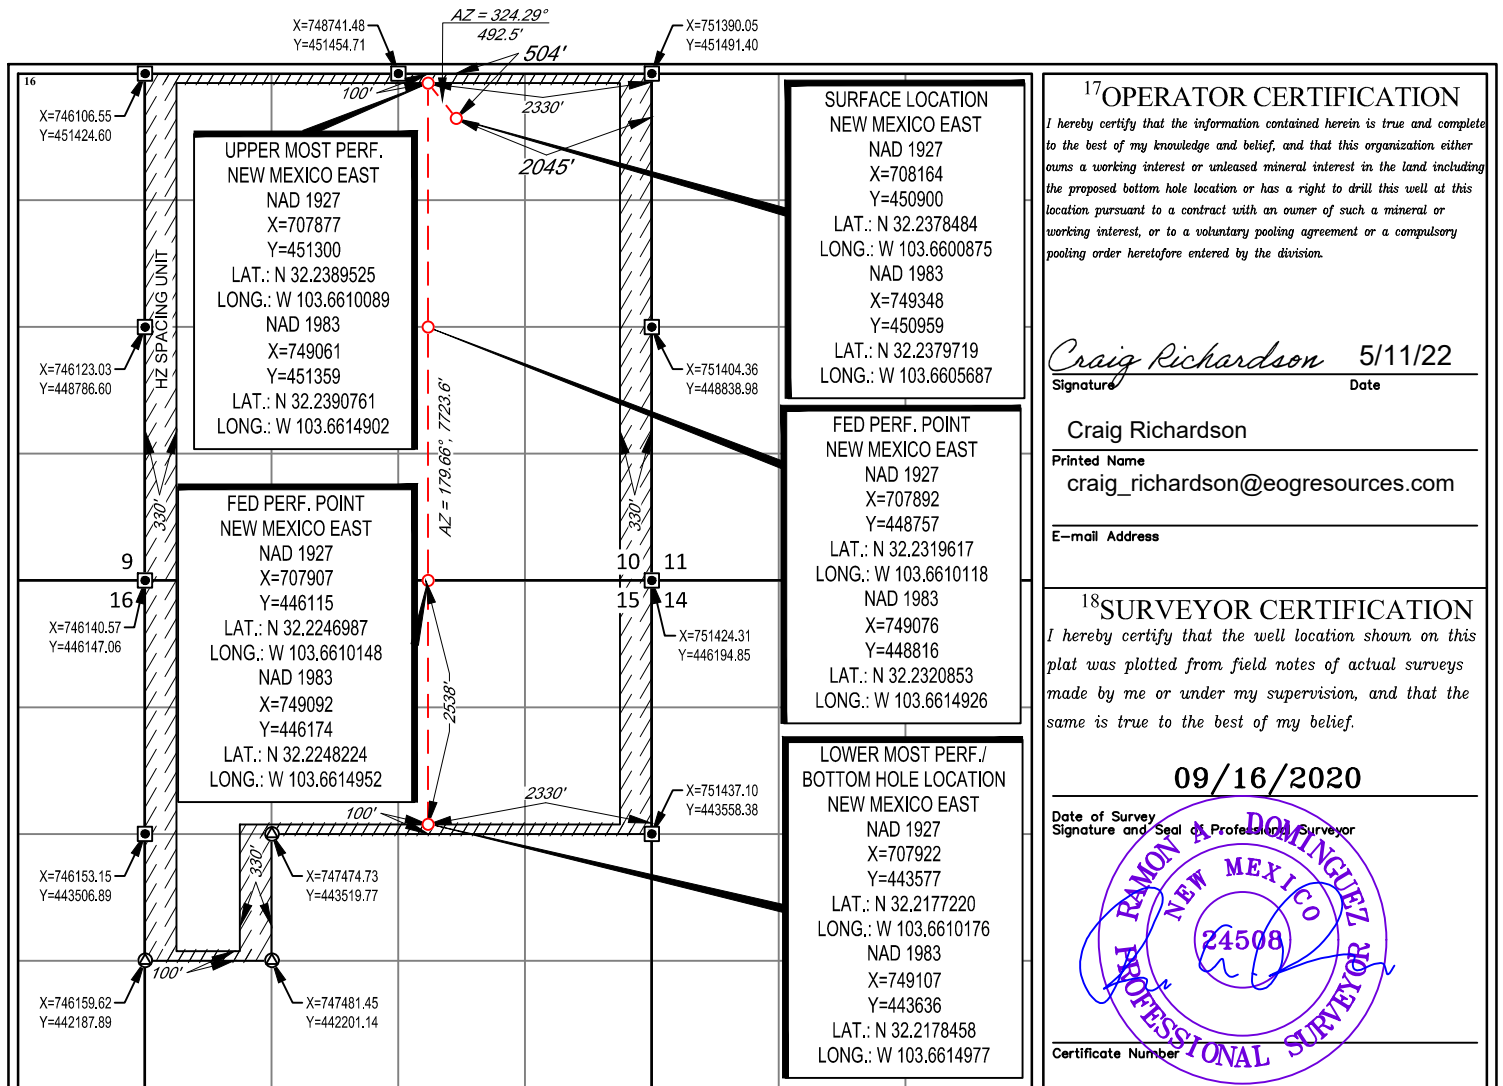 X=748741.48
Y=451454.71
AZ = 324.29°
492.5'
504'
X=751390.05
Y=451491.40
16
100'
2330'
2045'
X=746106.55
Y=451424.60
UPPER MOST PERF.
NEW MEXICO EAST
NAD 1927
X=707877
Y=451300
LAT.: N 32.2389525
LONG.: W 103.6610089
NAD 1983
X=749061
Y=451359
LAT.: N 32.2390761
LONG.: W 103.6614902
SURFACE LOCATION
NEW MEXICO EAST
NAD 1927
X=708164
Y=450900
LAT.: N 32.2378484
LONG.: W 103.6600875
NAD 1983
X=749348
Y=450959
LAT.: N 32.2379719
LONG.: W 103.6605687
HZ SPACING UNIT
X=746123.03
Y=448786.60
X=751404.36
Y=448838.98
AZ = 179.66°, 7723.6'
330'
330'
FED PERF. POINT
NEW MEXICO EAST
NAD 1927
X=707907
Y=446115
LAT.: N 32.2246987
LONG.: W 103.6610148
NAD 1983
X=749092
Y=446174
LAT.: N 32.2248224
LONG.: W 103.6614952
FED PERF. POINT
NEW MEXICO EAST
NAD 1927
X=707892
Y=448757
LAT.: N 32.2319617
LONG.: W 103.6610118
NAD 1983
X=749076
Y=448816
LAT.: N 32.2320853
LONG.: W 103.6614926
9
10 11
16
15 14
X=746140.57
Y=446147.06
X=751424.31
Y=446194.85
2538'
100'
2330'
X=751437.10
Y=443558.38
LOWER MOST PERF./
BOTTOM HOLE LOCATION
NEW MEXICO EAST
NAD 1927
X=707922
Y=443577
LAT.: N 32.2177220
LONG.: W 103.6610176
NAD 1983
X=749107
Y=443636
LAT.: N 32.2178458
LONG.: W 103.6614977
X=746153.15
Y=443506.89
330'
X=747474.73
Y=443519.77
100'
X=746159.62
Y=442187.89
X=747481.45
Y=442201.14
17 OPERATOR CERTIFICATION
I hereby certify that the information contained herein is true and complete
to the best of my knowledge and belief, and that this organization either
owns a working interest or unleased mineral interest in the land including
the proposed bottom hole location or has a right to drill this well at this
location pursuant to a contract with an owner of such a mineral or
working interest, or to a voluntary pooling agreement or a compulsory
pooling order heretofore entered by the division.
Craig Richardson 5/11/22
Signature Date
Craig Richardson
Printed Name
craig_richardson@eogresources.com
E-mail Address
18 SURVEYOR CERTIFICATION
I hereby certify that the well location shown on this
plat was plotted from field notes of actual surveys
made by me or under my supervision, and that the
same is true to the best of my belief.
09/16/2020
Date of Survey
Signature and Seal of Professional Surveyor
RAMON A. DOMINGUEZ
NEW MEXICO
24508
PROFESSIONAL SURVEYOR
Certificate Number